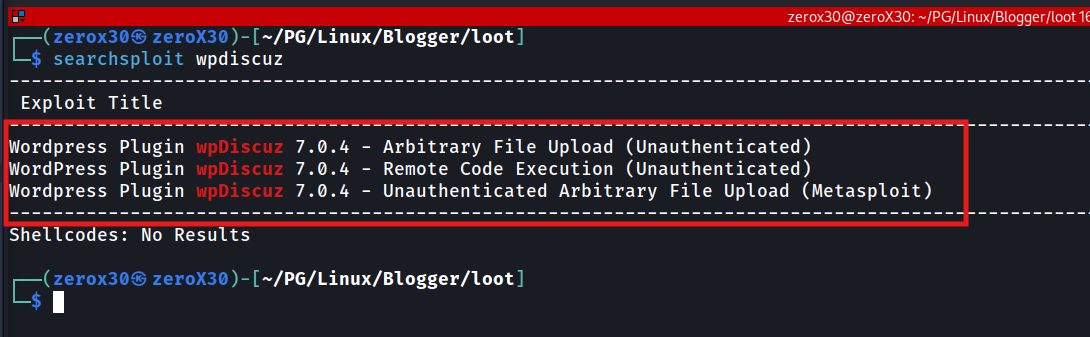 zerox30@zeroX30: ~/PG/Linux/Blogger/loot 16
┌──(zerox30㉿zeroX30)-[~/PG/Linux/Blogger/loot]
└─$ searchsploit wpdiscuz
Exploit Title
Wordpress Plugin wpDiscuz 7.0.4 - Arbitrary File Upload (Unauthenticated)
WordPress Plugin wpDiscuz 7.0.4 - Remote Code Execution (Unauthenticated)
Wordpress Plugin wpDiscuz 7.0.4 - Unauthenticated Arbitrary File Upload (Metasploit)
Shellcodes: No Results
┌──(zerox30㉿zeroX30)-[~/PG/Linux/Blogger/loot]
└─$